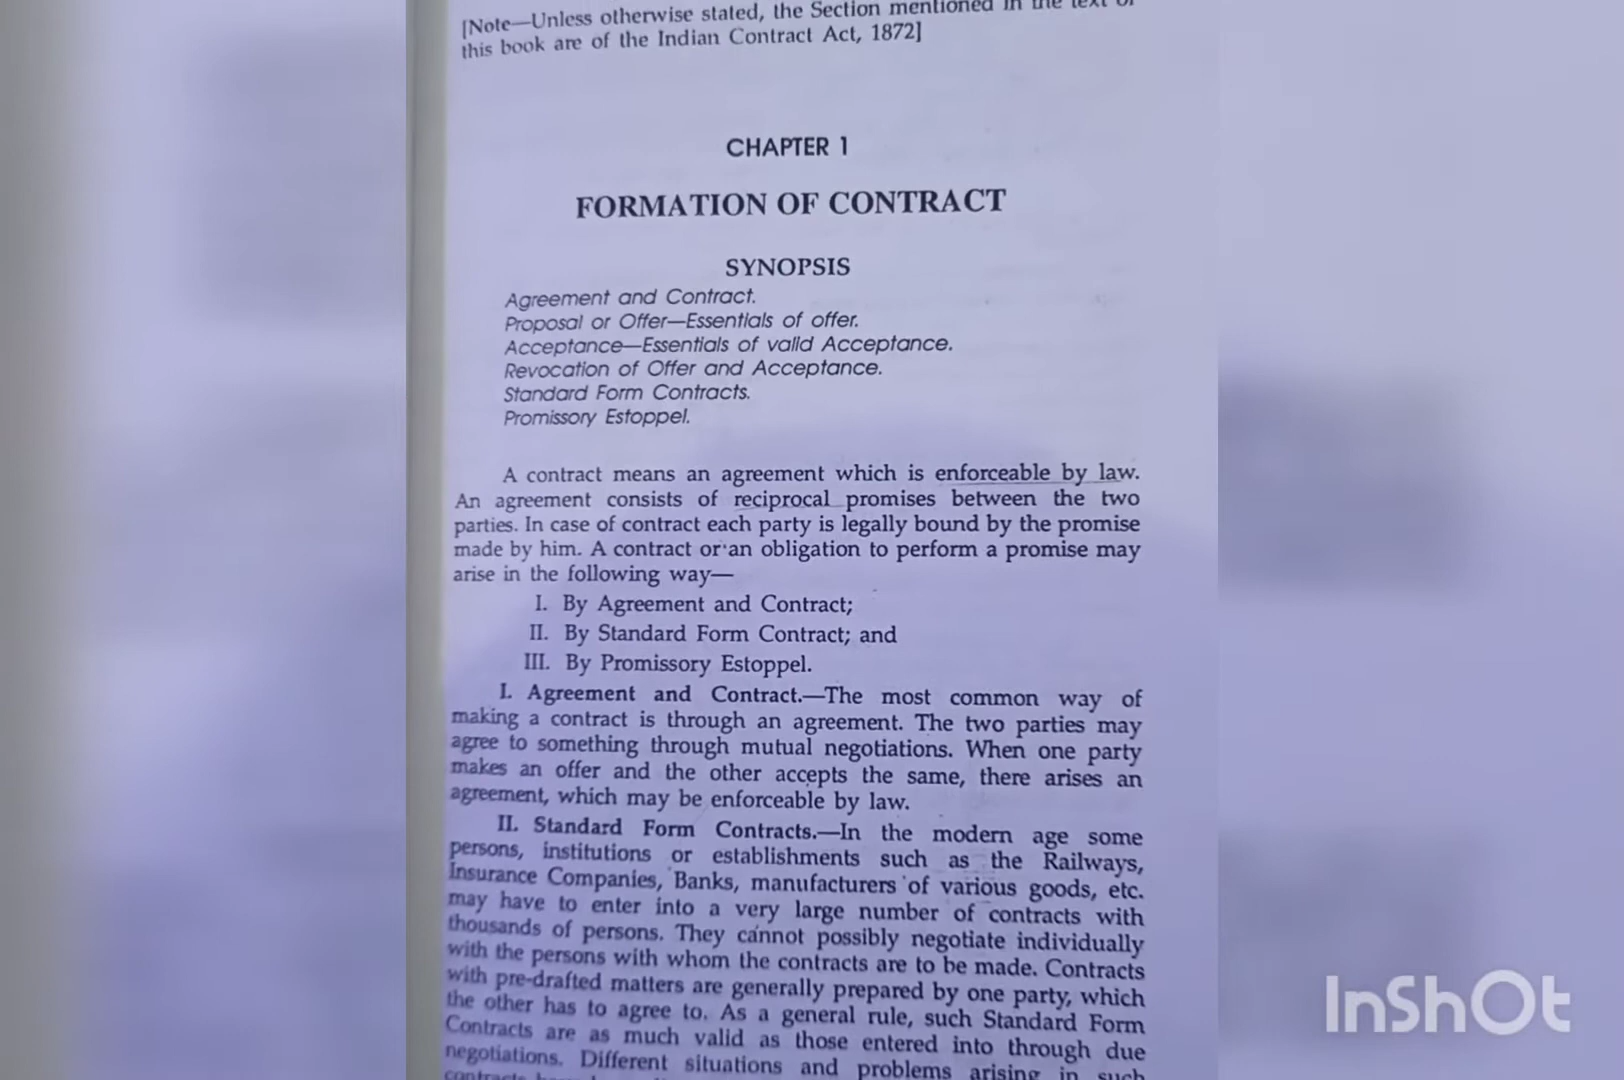 [Note—Unless otherwise stated, the Section mentioned in the text of
this book are of the Indian Contract Act, 1872]
CHAPTER 1
FORMATION OF CONTRACT
SYNOPSIS
Agreement and Contract.
Proposal or Offer—Essentials of offer.
Acceptance—Essentials of valid Acceptance.
Revocation of Offer and Acceptance.
Standard Form Contracts.
Promissory Estoppel.
A contract means an agreement which is enforceable by law.
An agreement consists of reciprocal promises between the two
parties. In case of contract each party is legally bound by the promise
made by him. A contract or an obligation to perform a promise may
arise in the following way—
I. By Agreement and Contract;
II. By Standard Form Contract; and
III. By Promissory Estoppel.
I. Agreement and Contract.—The most common way of
making a contract is through an agreement. The two parties may
agree to something through mutual negotiations. When one party
makes an offer and the other accepts the same, there arises an
agreement, which may be enforceable by law.
II. Standard Form Contracts.—In the modern age some
persons, institutions or establishments such as the Railways,
Insurance Companies, Banks, manufacturers of various goods, etc.
may have to enter into a very large number of contracts with
thousands of persons. They cannot possibly negotiate individually
with the persons with whom the contracts are to be made. Contracts
with pre-drafted matters are generally prepared by one party, which
the other has to agree to. As a general rule, such Standard Form
Contracts are as much valid as those entered into through due
negotiations. Different situations and problems arising in such
contracts
InShOt